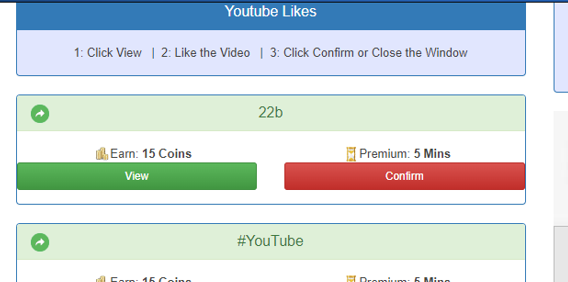 Youtube Likes
1: Click View | 2: Like the Video | 3: Click Confirm or Close the Window
22b
Earn: 15 Coins Premium: 5 Mins
View Confirm
#YouTube
Earn: 15 Coins Premium: 5 Mins